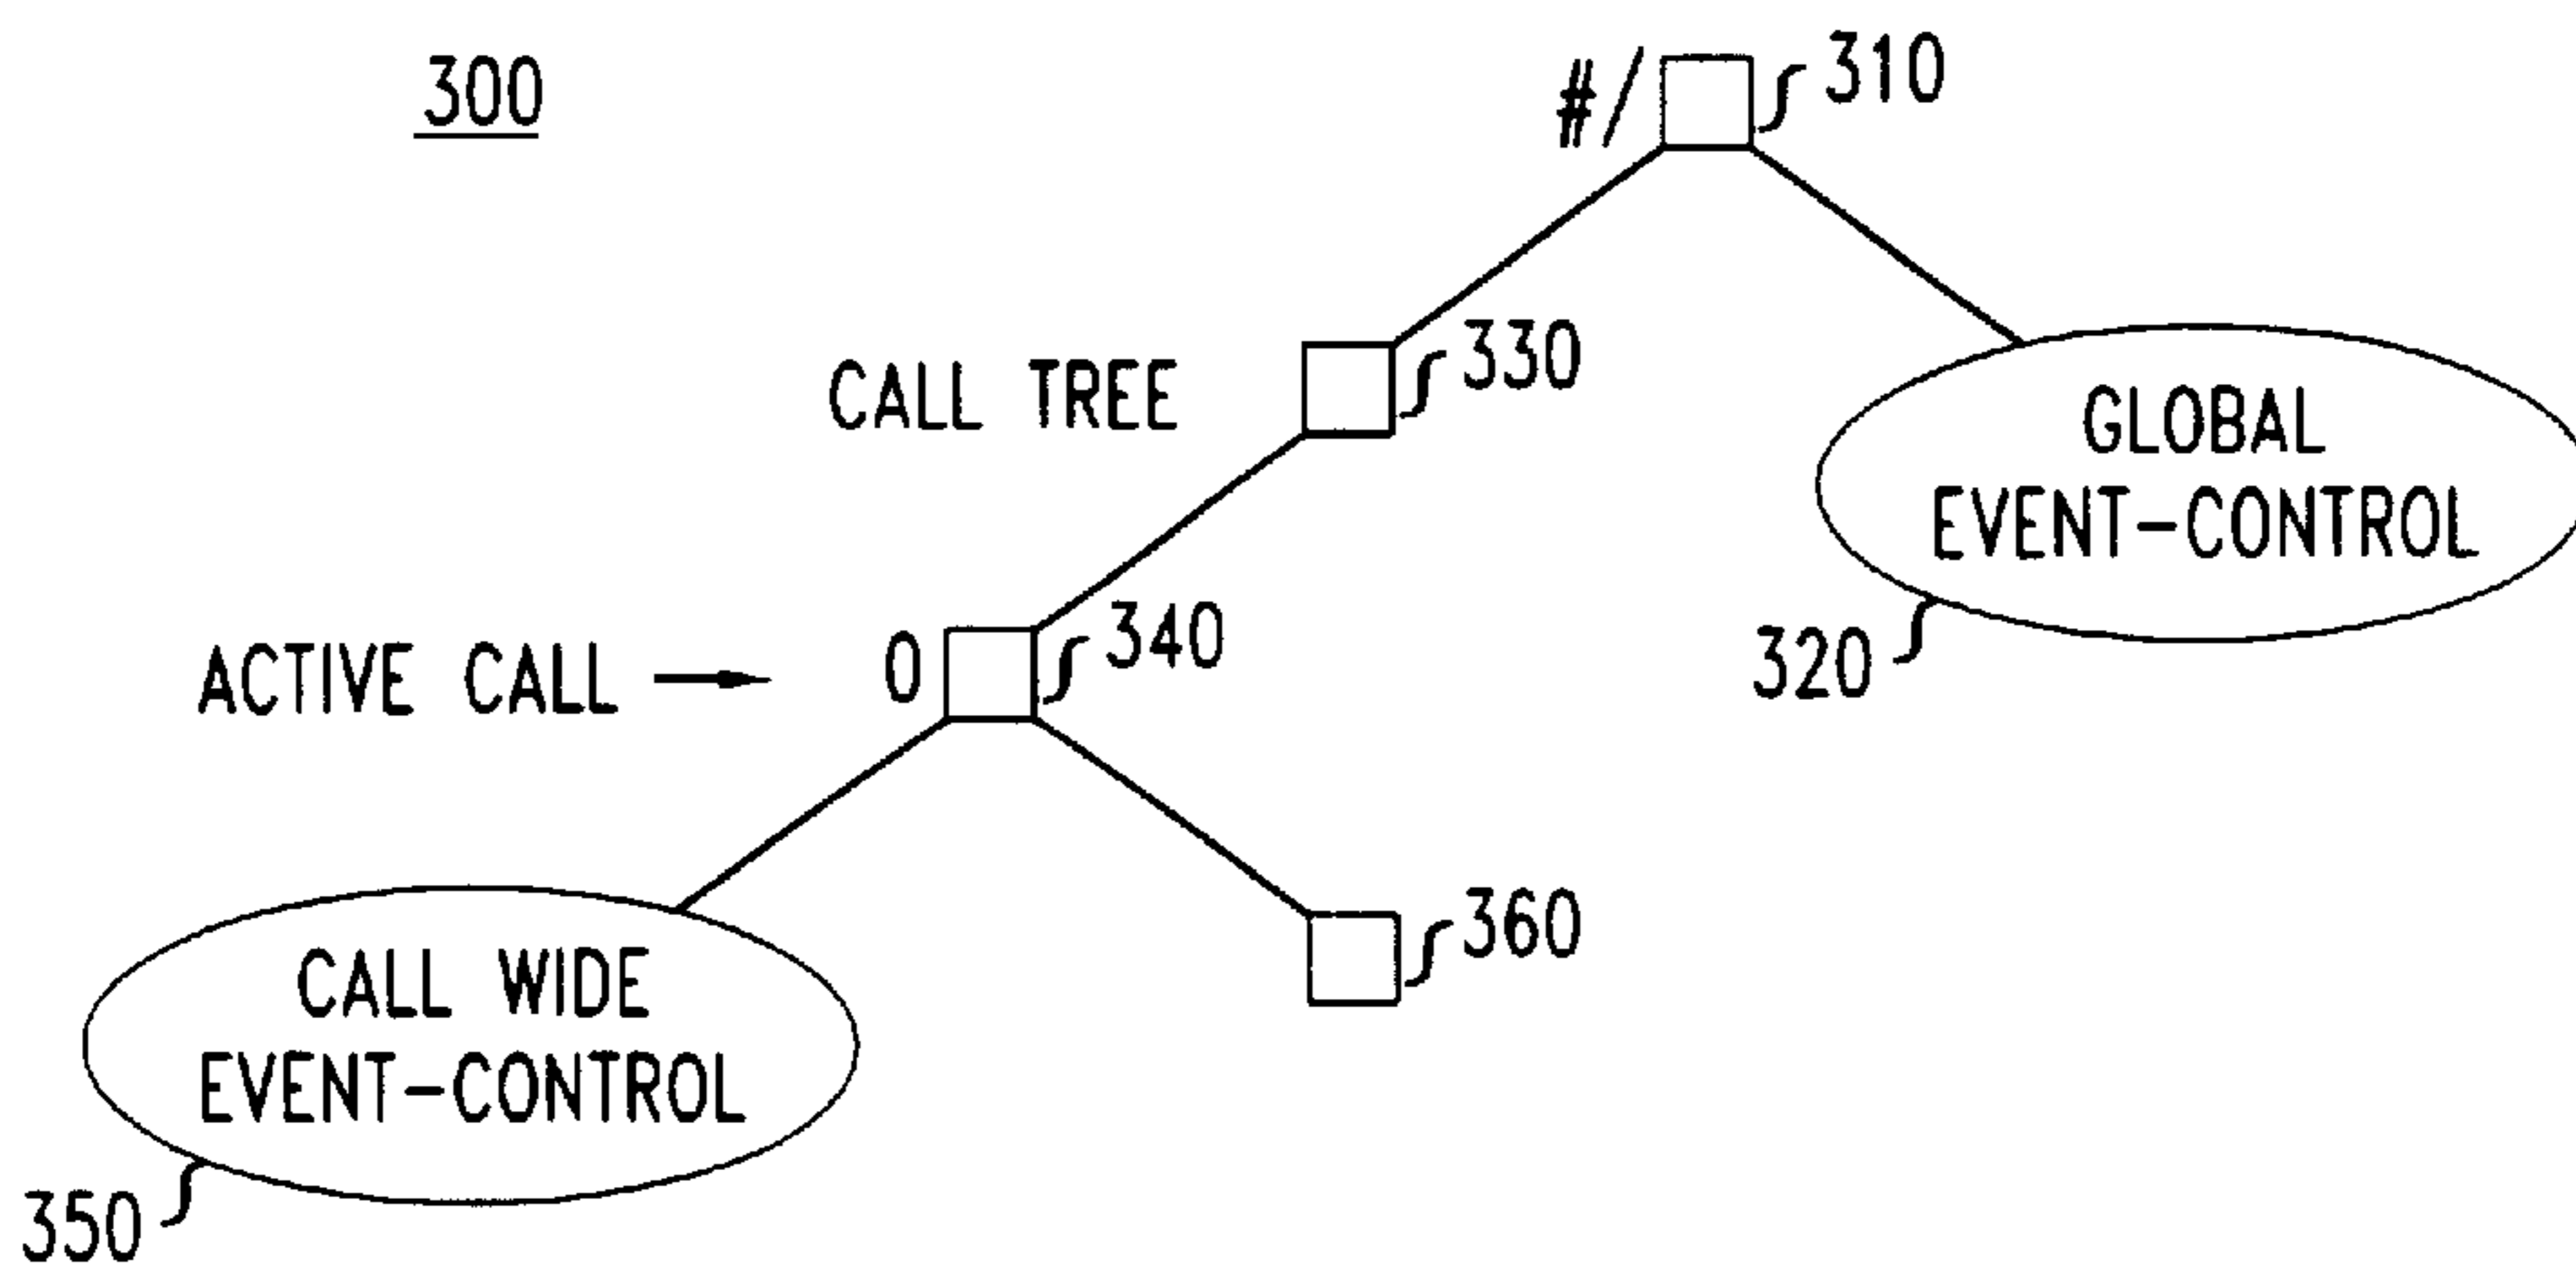 300
#/ 310
CALL TREE 330
GLOBAL
EVENT-CONTROL
320
ACTIVE CALL → 0 340
360
CALL WIDE
EVENT-CONTROL
350